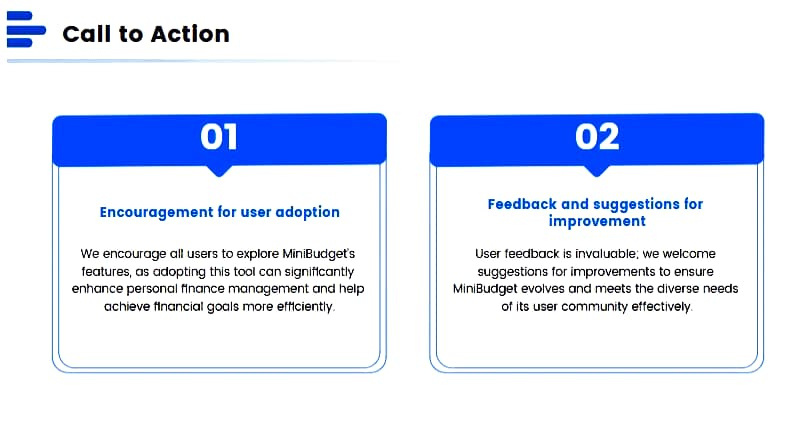 Call to Action
01
Encouragement for user adoption
We encourage all users to explore MiniBudget's
features, as adopting this tool can significantly
enhance personal finance management and help
achieve financial goals more efficiently.
02
Feedback and suggestions for
improvement
User feedback is invaluable; we welcome
suggestions for improvements to ensure
MiniBudget evolves and meets the diverse needs
of its user community effectively.